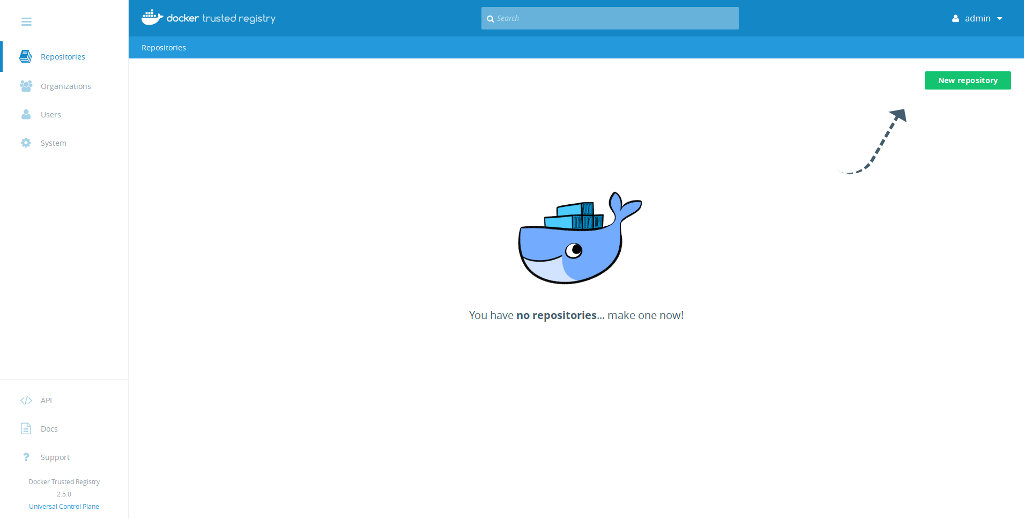 docker trusted registry
Search
admin
Repositories
Repositories
Organizations
Users
System
New repository
You have no repositories... make one now!
API
Docs
Support
Docker Trusted Registry
2.5.0
Universal Control Plane